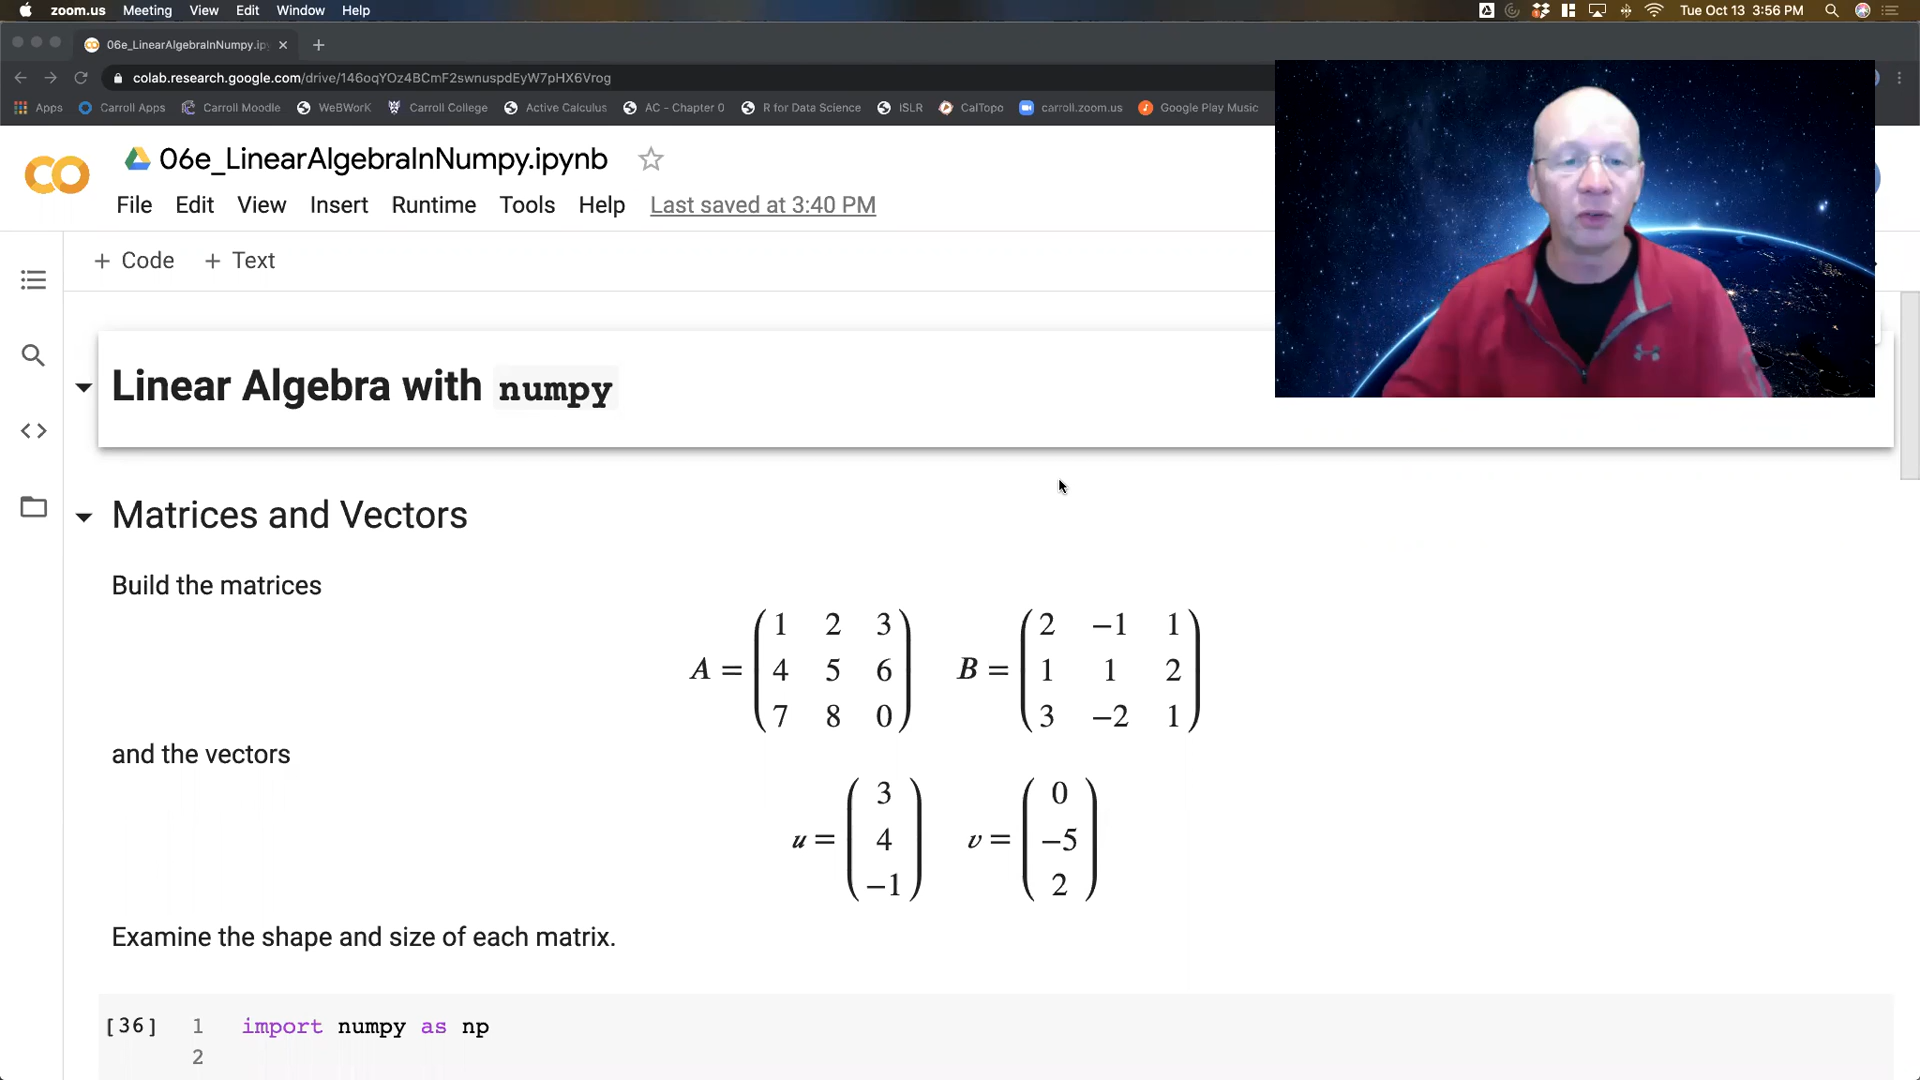 zoom.us Meeting View Edit Window Help Tue Oct 13 3:56 PM
06e_LinearAlgebraInNumpy.ip
colab.research.google.com/drive/146oqYOz4BCmF2swnuspdEyW7pHX6Vrog
Apps Carroll Apps Carroll Moodle WeBWorK Carroll College Active Calculus AC - Chapter 0 R for Data Science ISLR CalTopo carroll.zoom.us Google Play Music
CO 06e_LinearAlgebraInNumpy.ipynb
File Edit View Insert Runtime Tools Help Last saved at 3:40 PM
+ Code + Text
Linear Algebra with numpy
Matrices and Vectors
Build the matrices
A = ( 1 2 3 B = ( 2 −1 1
4 5 6 1 1 2
7 8 0 ) 3 −2 1 )
and the vectors
u = ( 3 v = ( 0
4 −5
−1 ) 2 )
Examine the shape and size of each matrix.
[36] 1 import numpy as np
2